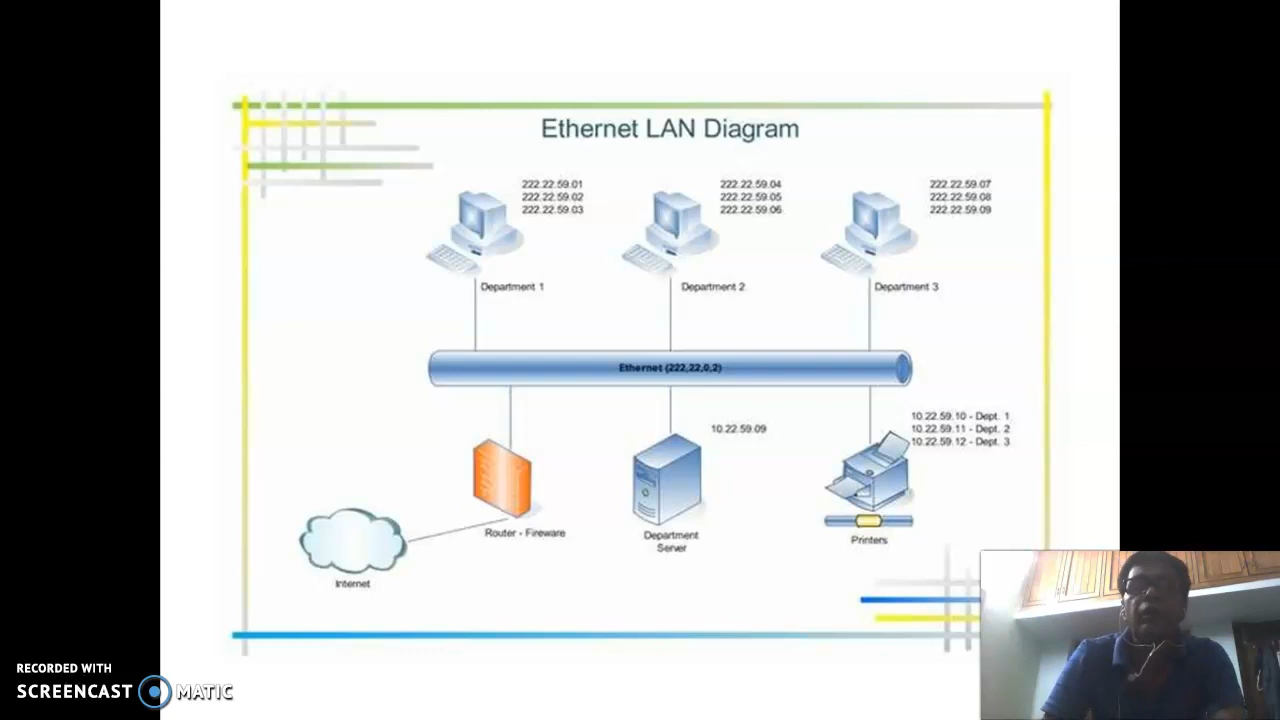 Ethernet LAN Diagram
222.22.59.01
222.22.59.02
222.22.59.03
222.22.59.04
222.22.59.05
222.22.59.06
222.22.59.07
222.22.59.08
222.22.59.09
Department 1
Department 2
Department 3
Ethernet (222,22,0,2)
10.22.59.09
10.22.59.10 - Dept. 1
10.22.59.11 - Dept. 2
10.22.59.12 - Dept. 3
Router - Fireware
Department
Server
Printers
Internet
RECORDED WITH
SCREENCAST MATIC